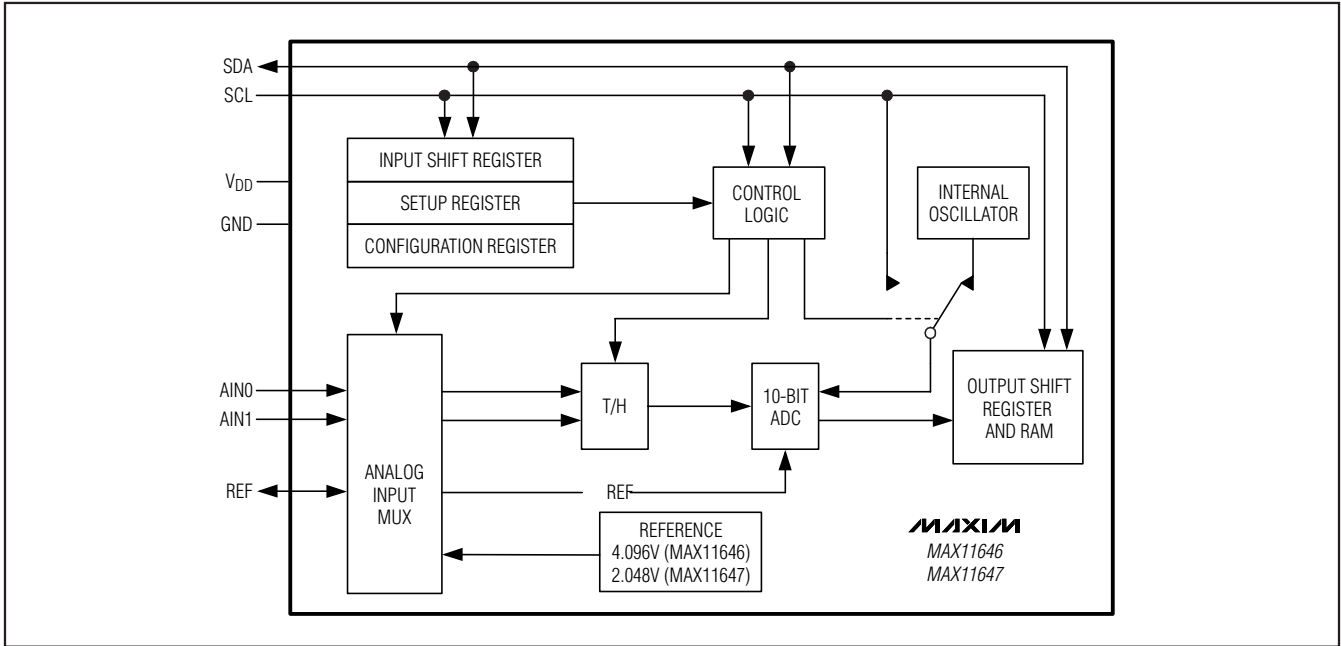 SDA
SCL
V_DD
GND
INPUT SHIFT REGISTER
SETUP REGISTER
CONFIGURATION REGISTER
CONTROL
LOGIC
INTERNAL
OSCILLATOR
AIN0
AIN1
REF
ANALOG
INPUT
MUX
T/H
10-BIT
ADC
OUTPUT SHIFT
REGISTER
AND RAM
REF
REFERENCE
4.096V (MAX11646)
2.048V (MAX11647)
MAXIM
MAX11646
MAX11647